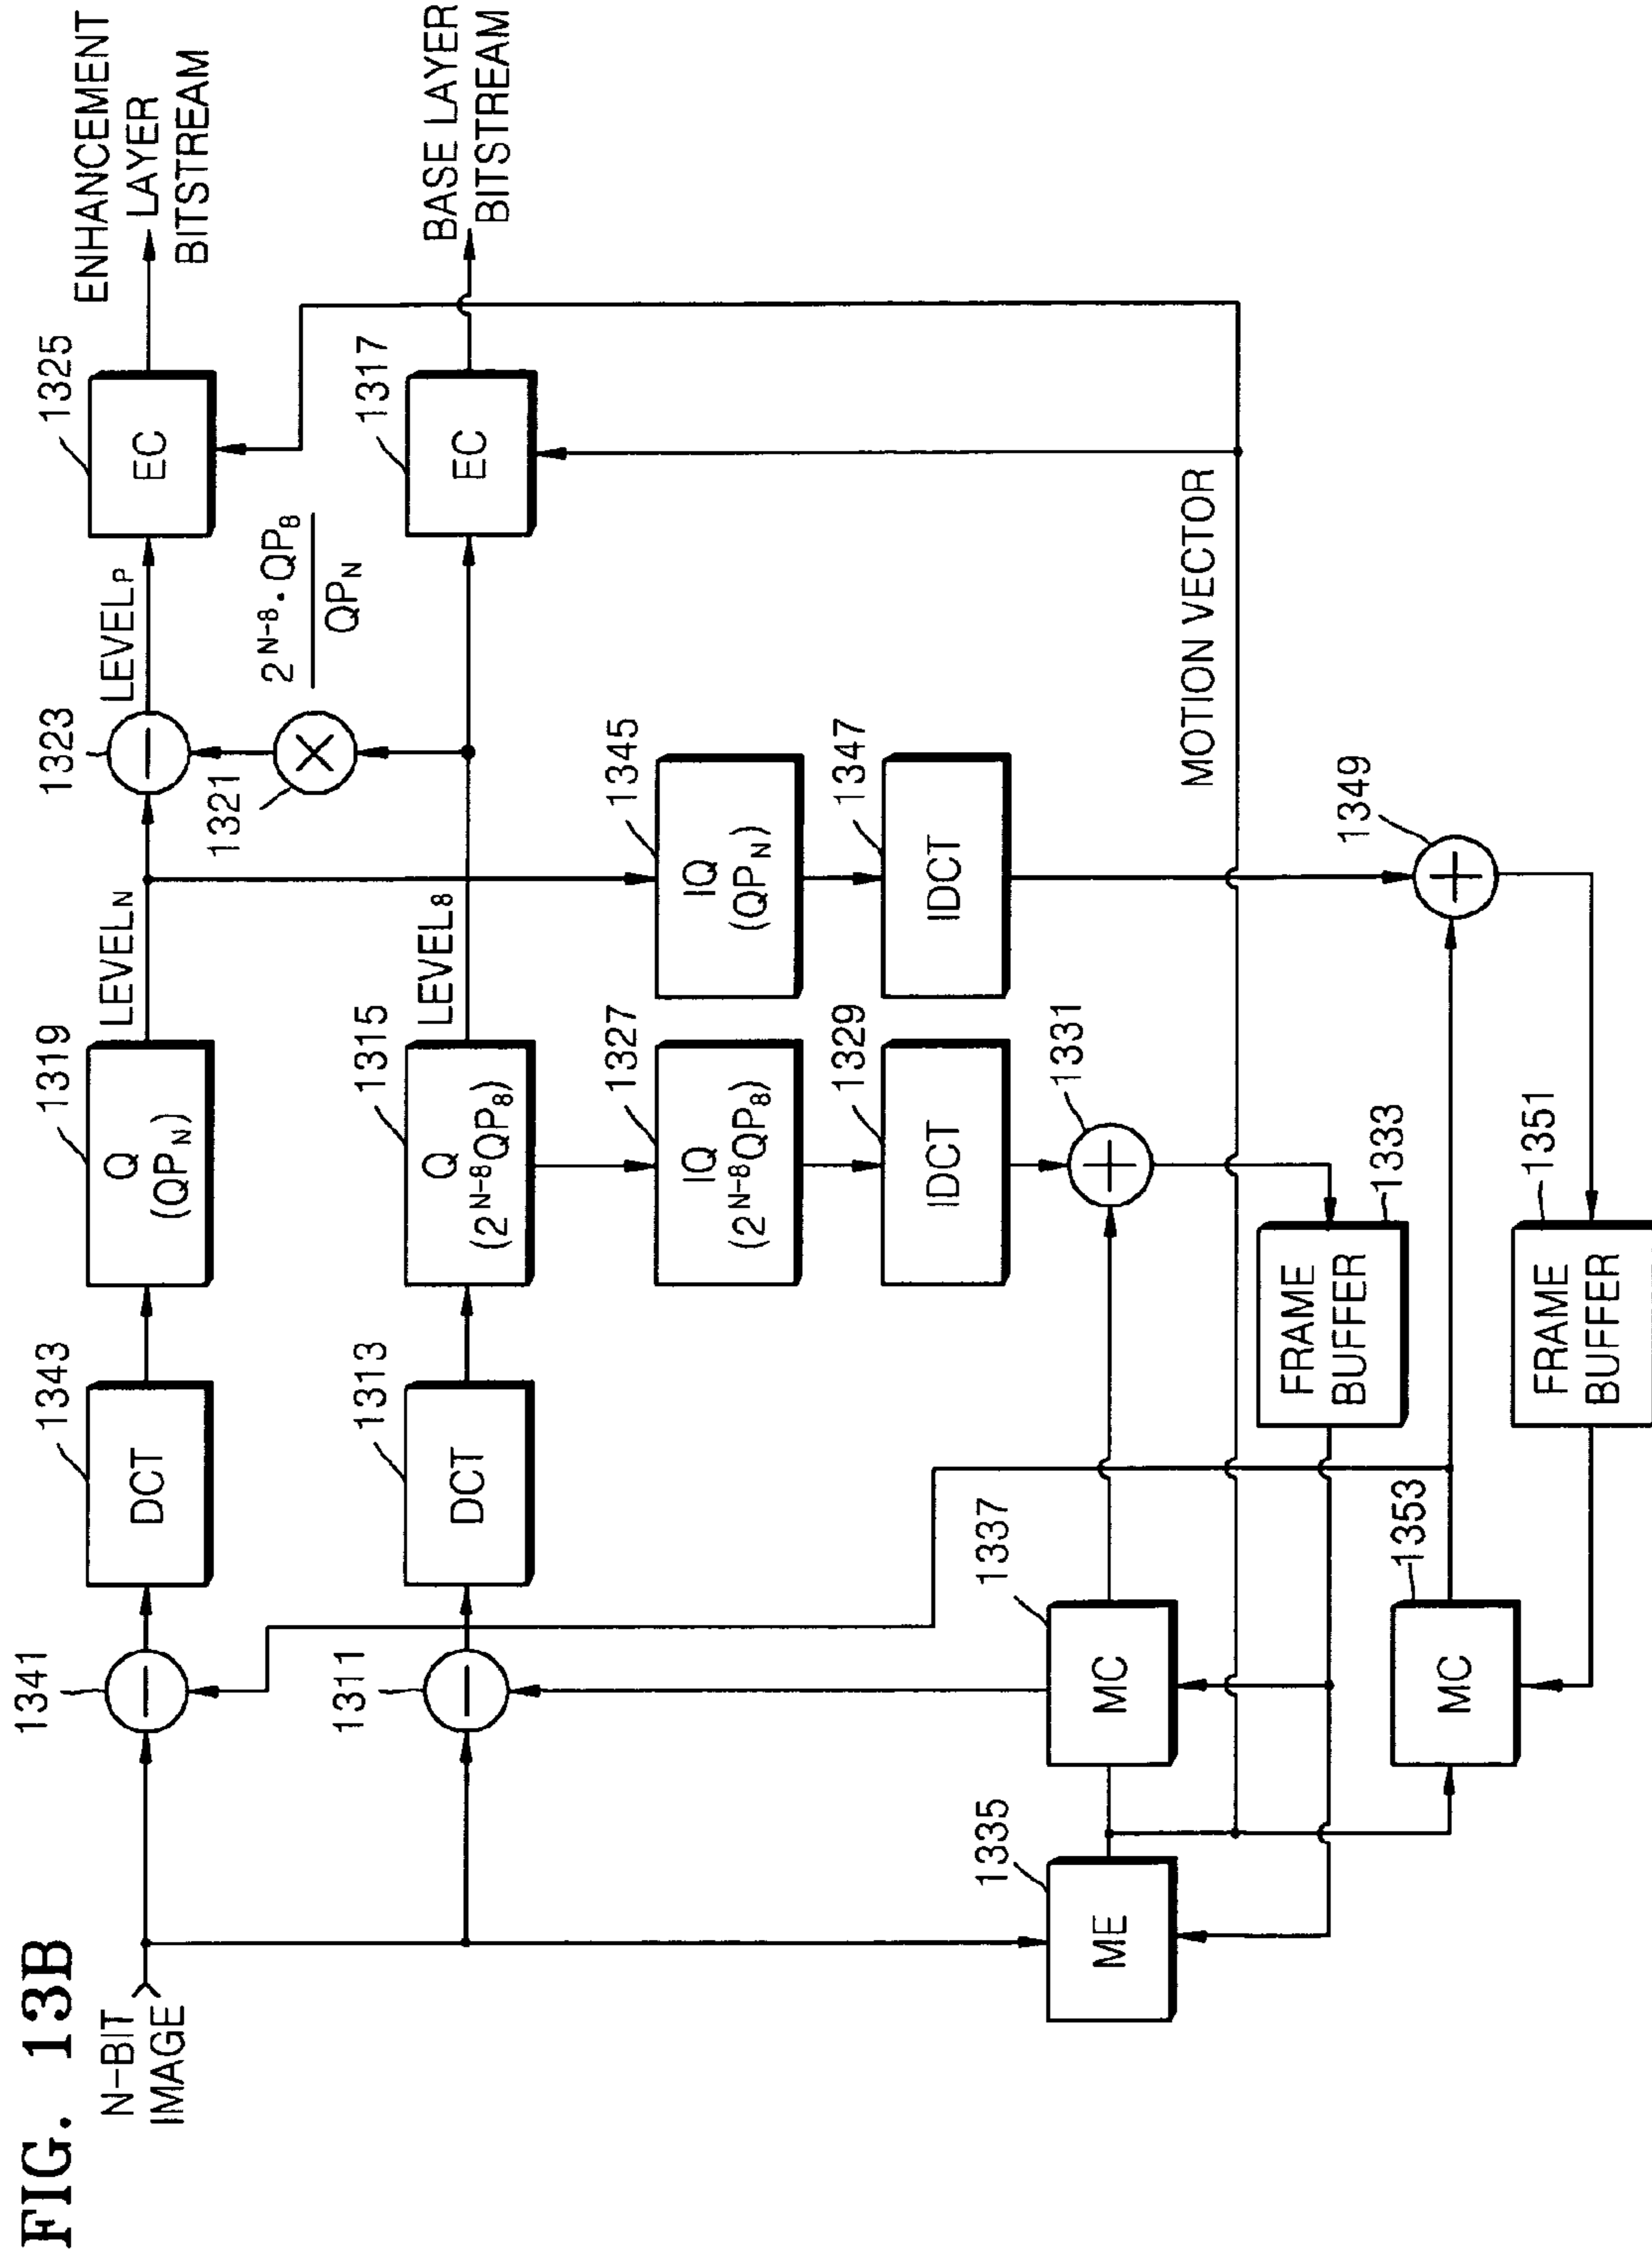 FIG. 13B
N-BIT
IMAGE
1341
1343
DCT
1319
Q
(QP_N)
LEVEL_N
1323
LEVEL_P
1325
EC
ENHANCEMENT
LAYER
BITSTREAM
1321
2^{N-8}·QP_8
QP_N
1311
1313
DCT
1315
Q
(2^{N-8}QP_8)
LEVEL_8
1317
EC
BASE LAYER
BITSTREAM
1327
IQ
(2^{N-8}QP_8)
1345
IQ
(QP_N)
1329
IDCT
1347
IDCT
1335
ME
1337
MC
1331
MOTION VECTOR
FRAME
BUFFER
1333
1353
MC
1349
FRAME
BUFFER
1351